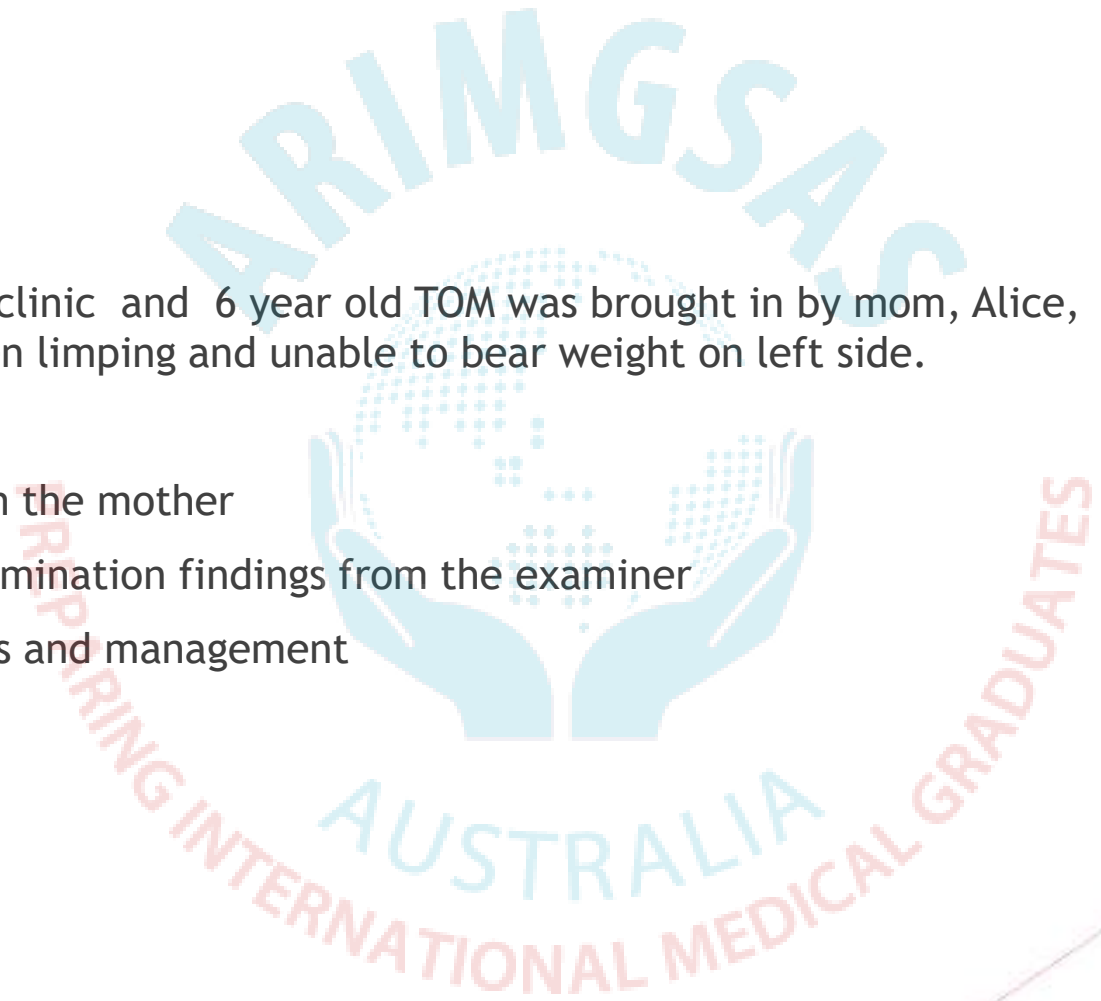 ARIMGSAS
clinic and 6 year old TOM was brought in by mom, Alice,
n limping and unable to bear weight on left side.
n the mother
mination findings from the examiner
s and management
AUSTRALIA
PREPARING INTERNATIONAL MEDICAL GRADUATES